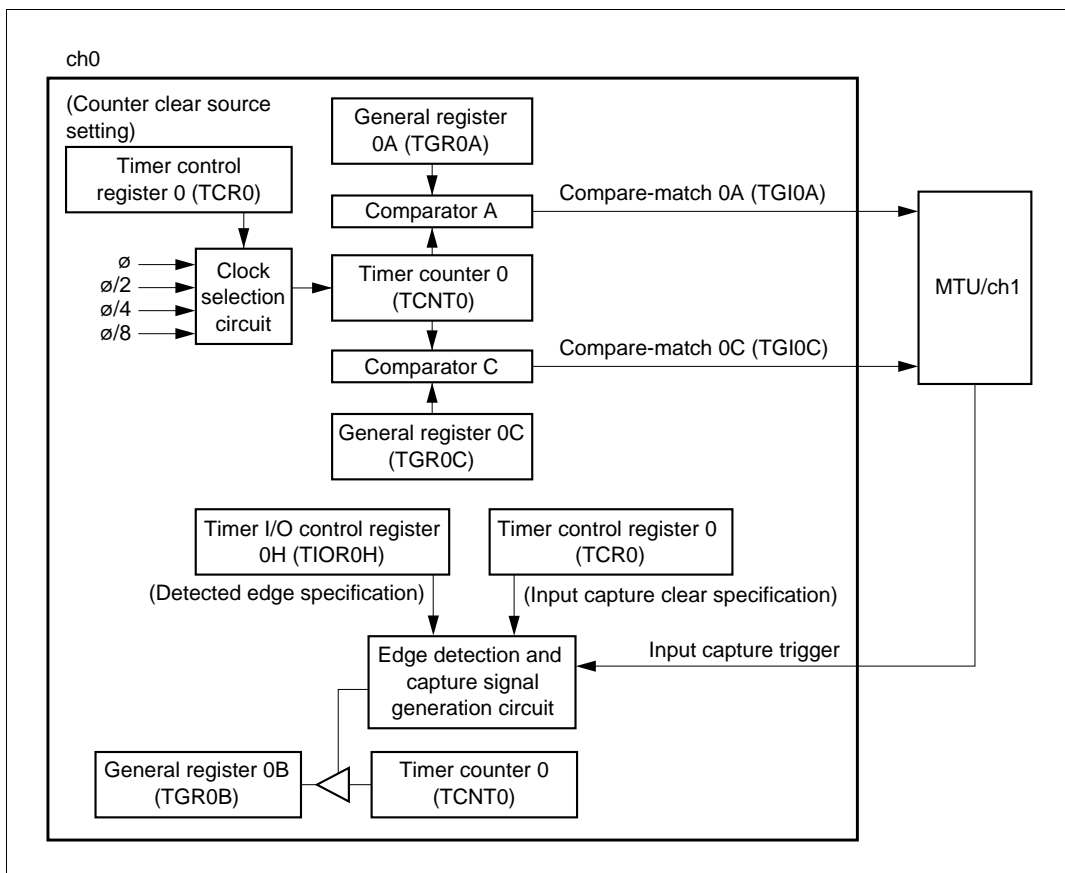 ch0
(Counter clear source
setting)
Timer control
register 0 (TCR0)
General register
0A (TGR0A)
Comparator A
Compare-match 0A (TGI0A)
ø
ø/2
ø/4
ø/8
Clock
selection
circuit
Timer counter 0
(TCNT0)
MTU/ch1
Comparator C
Compare-match 0C (TGI0C)
General register 0C
(TGR0C)
Timer I/O control register
0H (TIOR0H)
Timer control register 0
(TCR0)
(Detected edge specification)
(Input capture clear specification)
Edge detection and
capture signal
generation circuit
Input capture trigger
General register 0B
(TGR0B)
Timer counter 0
(TCNT0)